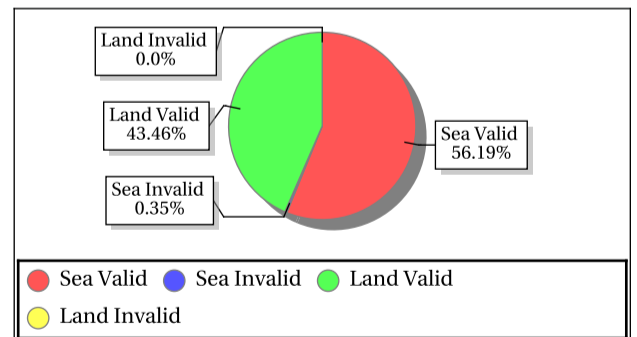 Land Invalid
0.0%
Land Valid
43.46%
Sea Valid
56.19%
Sea Invalid
0.35%
Sea Valid Sea Invalid Land Valid
Land Invalid